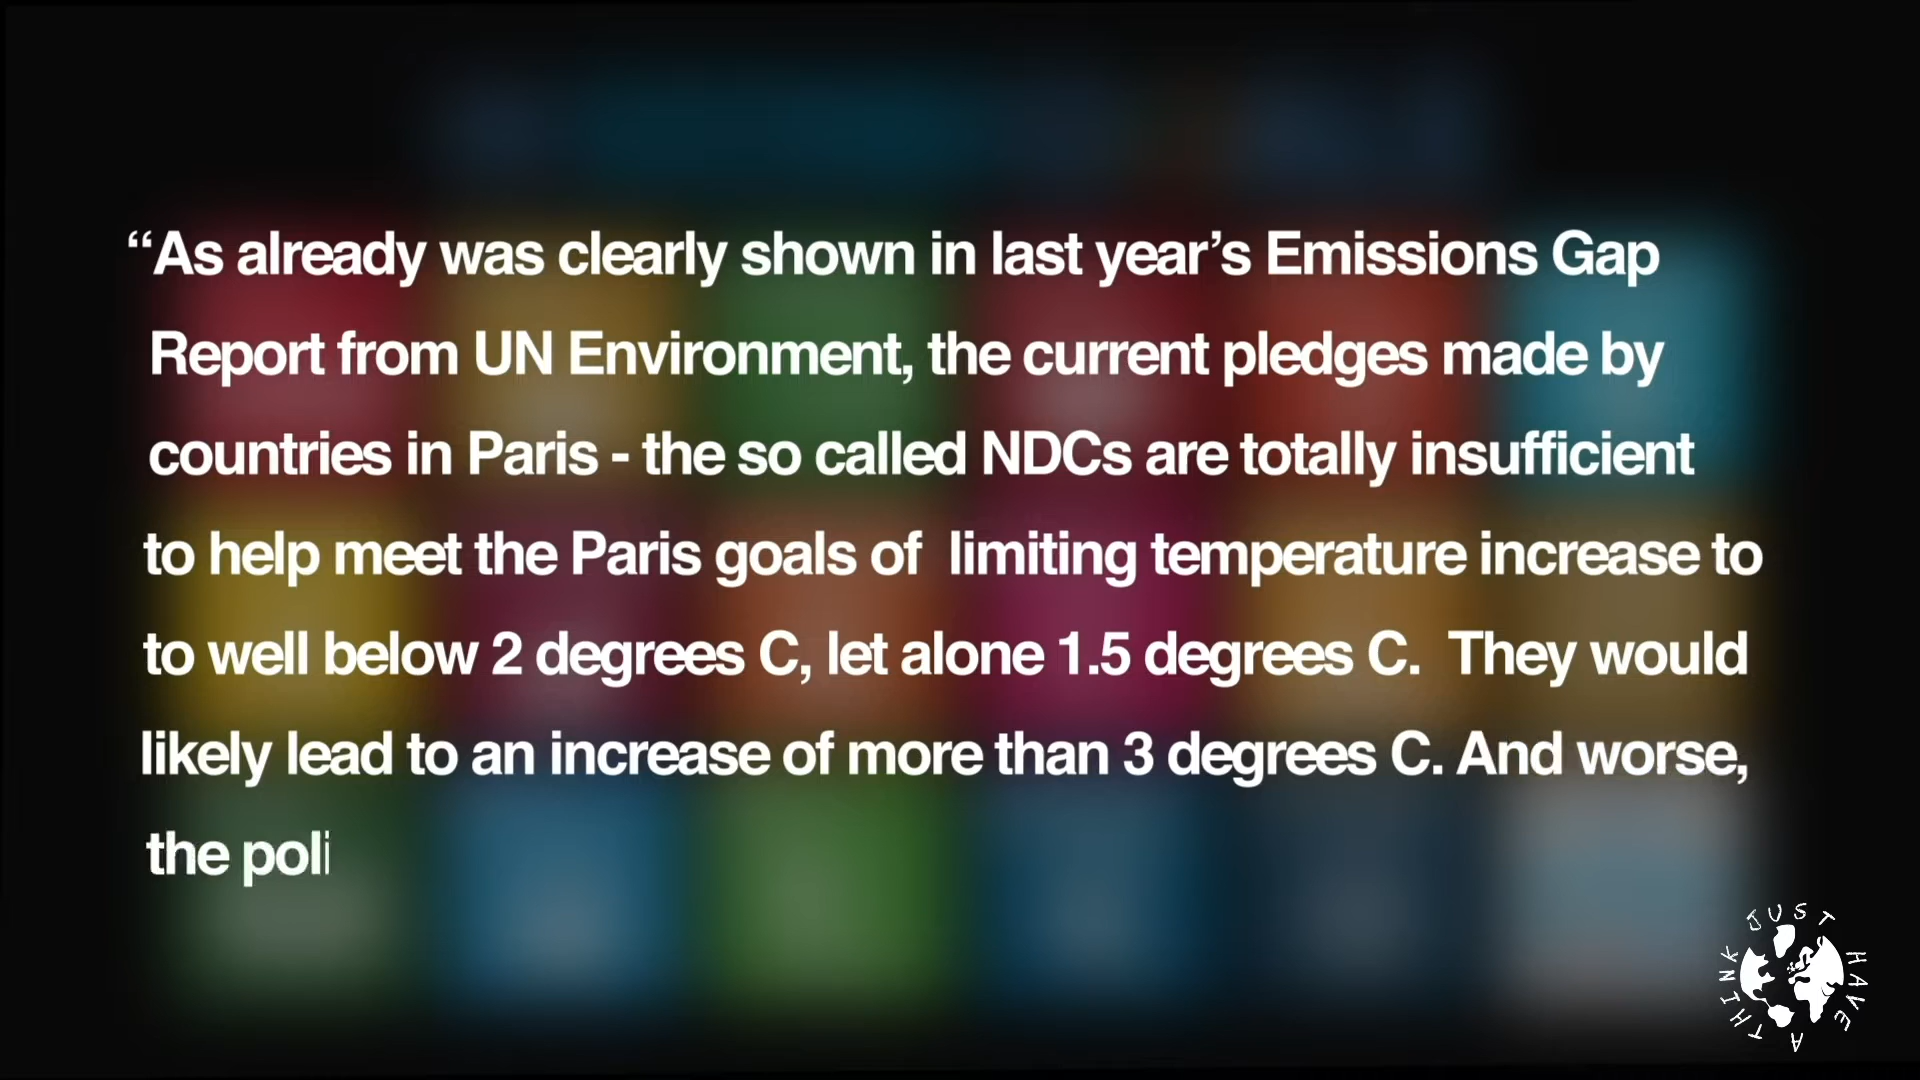 “As already was clearly shown in last year’s Emissions Gap
Report from UN Environment, the current pledges made by
countries in Paris - the so called NDCs are totally insufficient
to help meet the Paris goals of  limiting temperature increase to
to well below 2 degrees C, let alone 1.5 degrees C.  They would
likely lead to an increase of more than 3 degrees C. And worse,
the poli
JUST HAVE A THINK